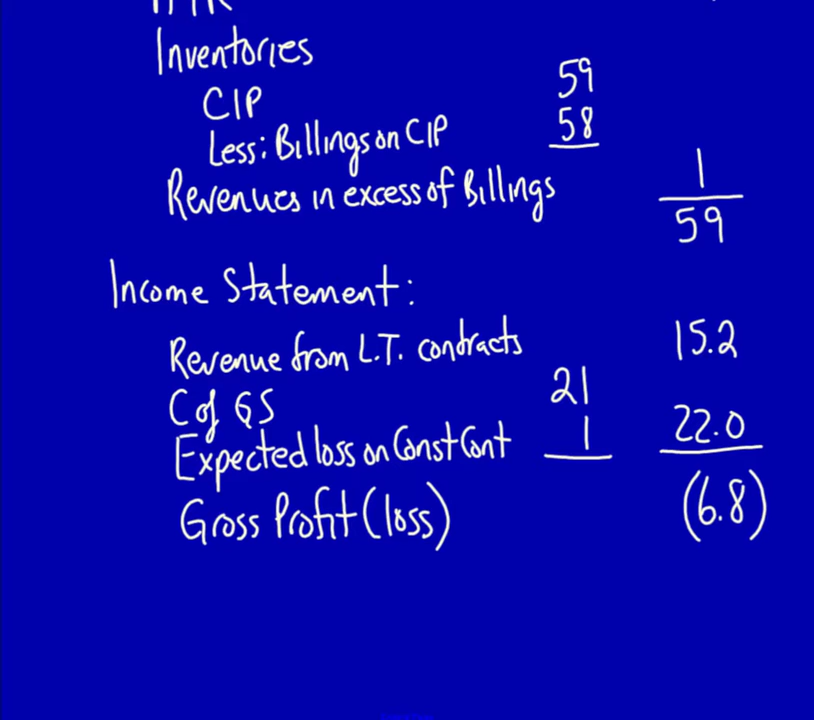 Inventories
CIP 59
Less: Billings on CIP 58
Revenues in excess of Billings 1
59
Income Statement:
Revenue from L.T. contracts 15.2
C of GS 21
Expected loss on Const Cont 1 22.0
Gross Profit (loss) (6.8)